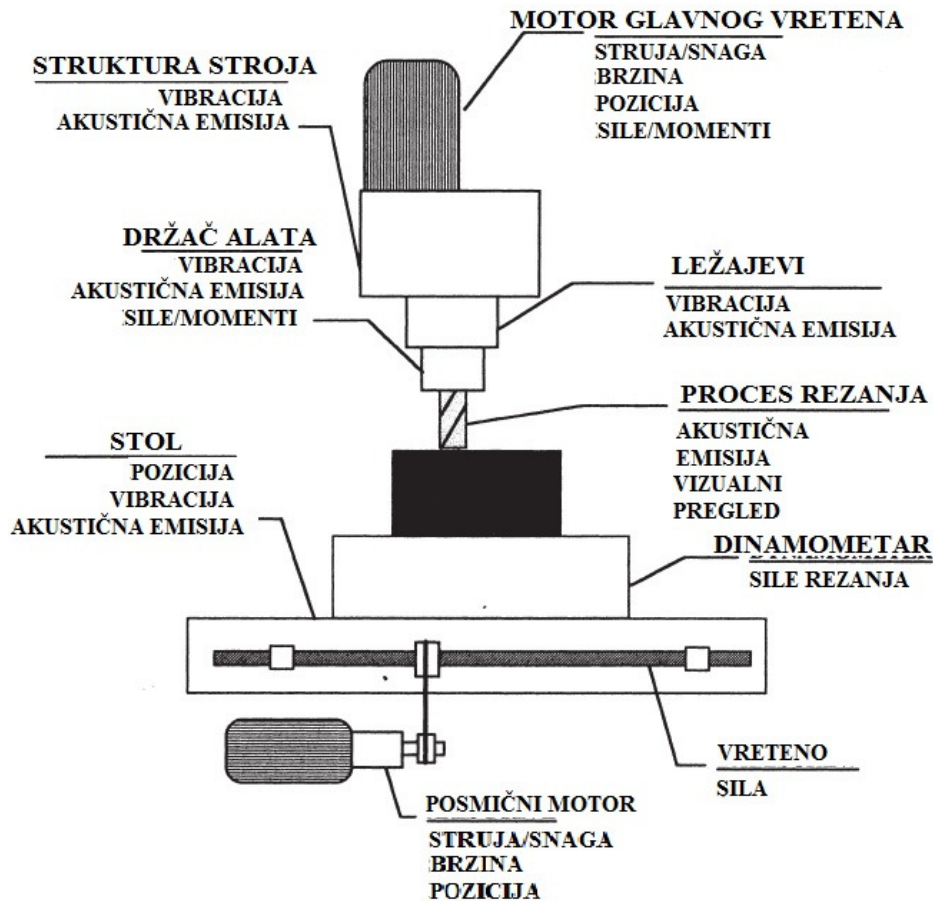 MOTOR GLAVNOG VRETENA
STRUJA/SNAGA
BRZINA
POZICIJA
SILE/MOMENTI
STRUKTURA STROJA
VIBRACIJA
AKUSTIČNA EMISIJA
DRŽAČ ALATA
VIBRACIJA
AKUSTIČNA EMISIJA
SILE/MOMENTI
LEŽAJEVI
VIBRACIJA
AKUSTIČNA EMISIJA
PROCES REZANJA
AKUSTIČNA
EMISIJA
VIZUALNI
PREGLED
STOL
POZICIJA
VIBRACIJA
AKUSTIČNA EMISIJA
DINAMOMETAR
SILE REZANJA
VRETENO
SILA
POSMIČNI MOTOR
STRUJA/SNAGA
BRZINA
POZICIJA